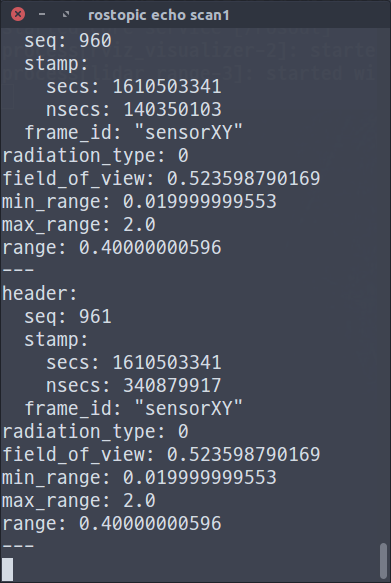 rostopic echo scan1
  seq: 960
  stamp:
    secs: 1610503341
    nsecs: 140350103
  frame_id: "sensorXY"
radiation_type: 0
field_of_view: 0.523598790169
min_range: 0.019999999553
max_range: 2.0
range: 0.40000000596
---
header:
  seq: 961
  stamp:
    secs: 1610503341
    nsecs: 340879917
  frame_id: "sensorXY"
radiation_type: 0
field_of_view: 0.523598790169
min_range: 0.019999999553
max_range: 2.0
range: 0.40000000596
---